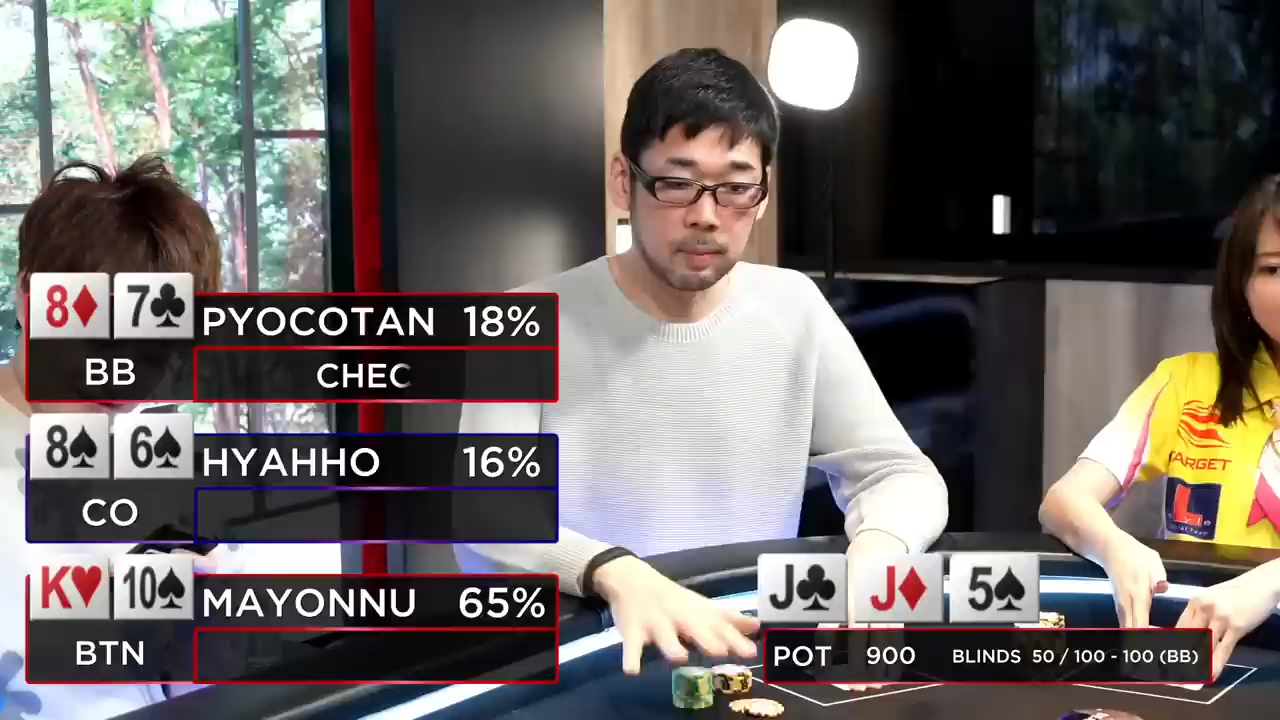 8♦ 7♣ PYOCOTAN 18%
BB CHEC
8♠ 6♠ HYAHHO 16%
CO
K♥ 10♠ MAYONNU 65%
BTN
J♣ J♦ 5♠
POT 900 BLINDS 50 / 100 - 100 (BB)
TARGET